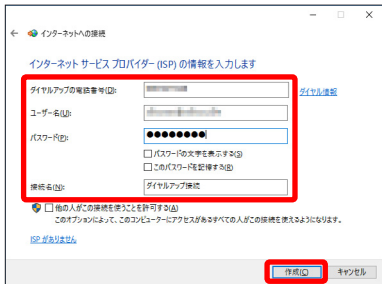 インターネットへの接続
インターネット サービス プロバイダー (ISP) の情報を入力します
ダイヤルアップの電話番号(D):
ダイヤル情報
ユーザー名(U):
パスワード(P):
●●●●●●●●
パスワードの文字を表示する(S)
このパスワードを記憶する(R)
接続名(N):
ダイヤルアップ接続
他の人がこの接続を使うことを許可する(A)
このオプションによって、このコンピューターにアクセスがあるすべての人がこの接続を使えるようになります。
ISP がありません
作成(C)
キャンセル